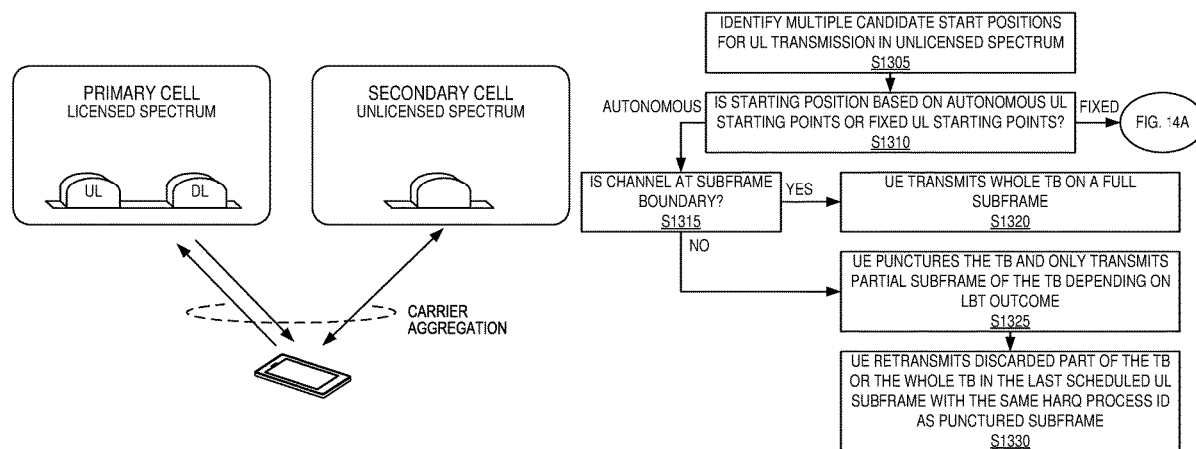 PRIMARY CELL
LICENSED SPECTRUM
UL
DL
SECONDARY CELL
UNLICENSED SPECTRUM
CARRIER
AGGREGATION
IDENTIFY MULTIPLE CANDIDATE START POSITIONS
FOR UL TRANSMISSION IN UNLICENSED SPECTRUM
S1305
AUTONOMOUS
IS STARTING POSITION BASED ON AUTONOMOUS UL
STARTING POINTS OR FIXED UL STARTING POINTS?
S1310
FIXED
FIG. 14A
IS CHANNEL AT SUBFRAME
BOUNDARY?
S1315
YES
UE TRANSMITS WHOLE TB ON A FULL
SUBFRAME
S1320
NO
UE PUNCTURES THE TB AND ONLY TRANSMITS
PARTIAL SUBFRAME OF THE TB DEPENDING ON
LBT OUTCOME
S1325
UE RETRANSMITS DISCARDED PART OF THE TB
OR THE WHOLE TB IN THE LAST SCHEDULED UL
SUBFRAME WITH THE SAME HARQ PROCESS ID
AS PUNCTURED SUBFRAME
S1330